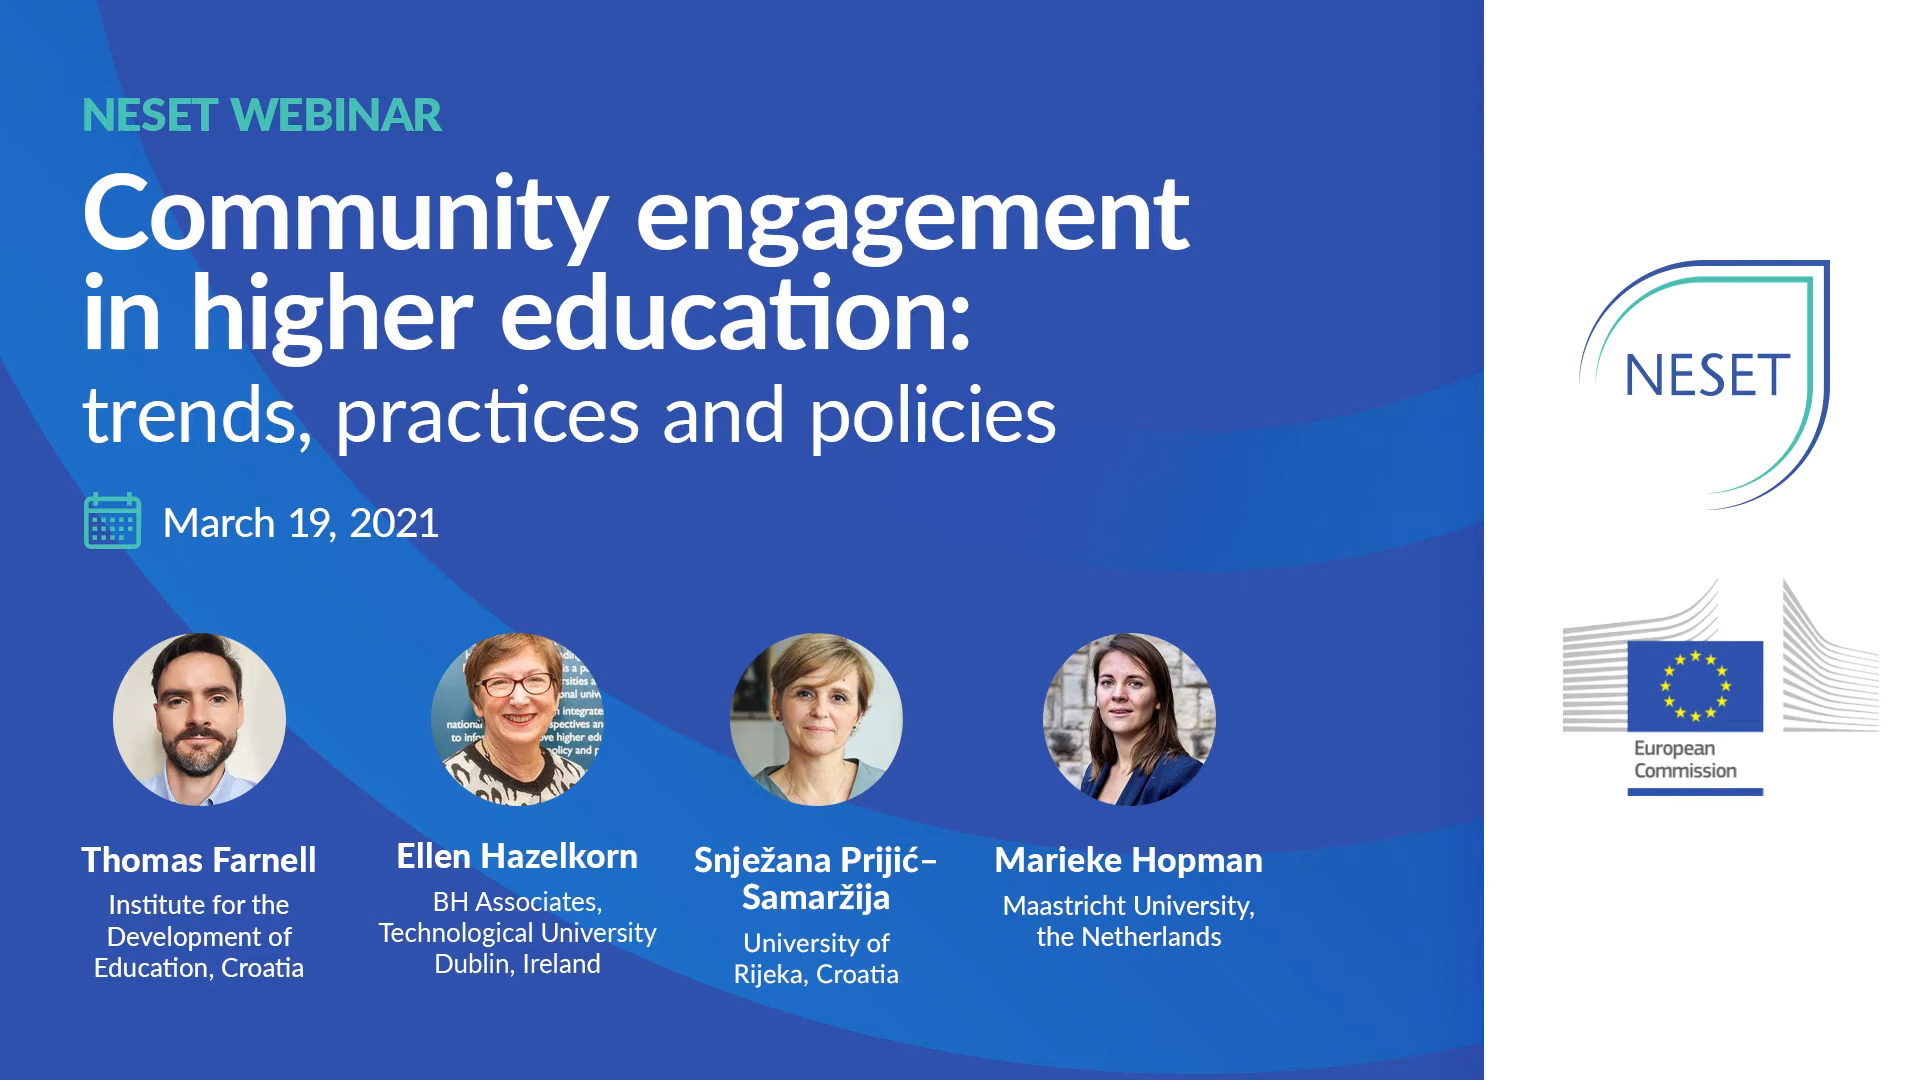 NESET WEBINAR
Community engagement
in higher education:
trends, practices and policies
March 19, 2021
Thomas Farnell
Institute for the
Development of
Education, Croatia
Ellen Hazelkorn
BH Associates,
Technological University
Dublin, Ireland
Snježana Prijić–
Samaržija
University of
Rijeka, Croatia
Marieke Hopman
Maastricht University,
the Netherlands
NESET
European
Commission